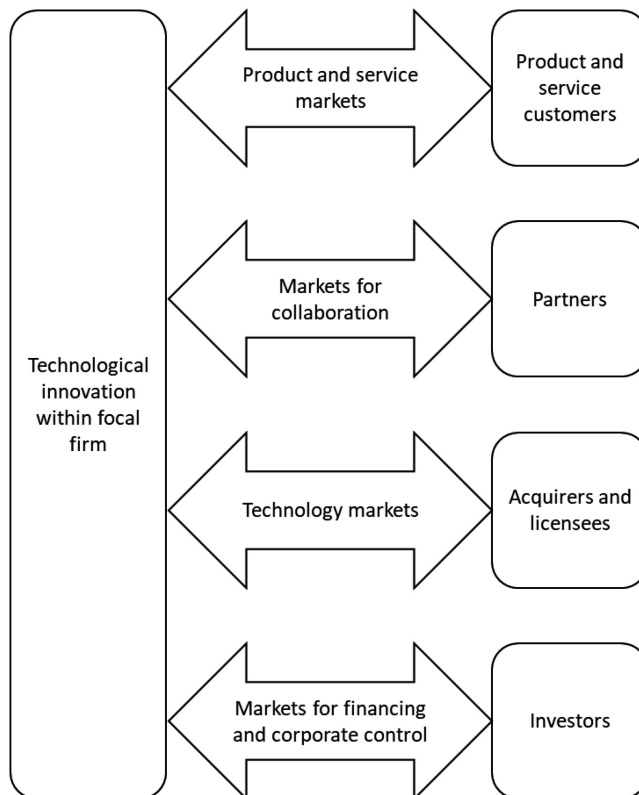 Technological
innovation
within focal
firm
Product and service
markets
Product and
service
customers
Markets for
collaboration
Partners
Technology markets
Acquirers and
licensees
Markets for financing
and corporate control
Investors